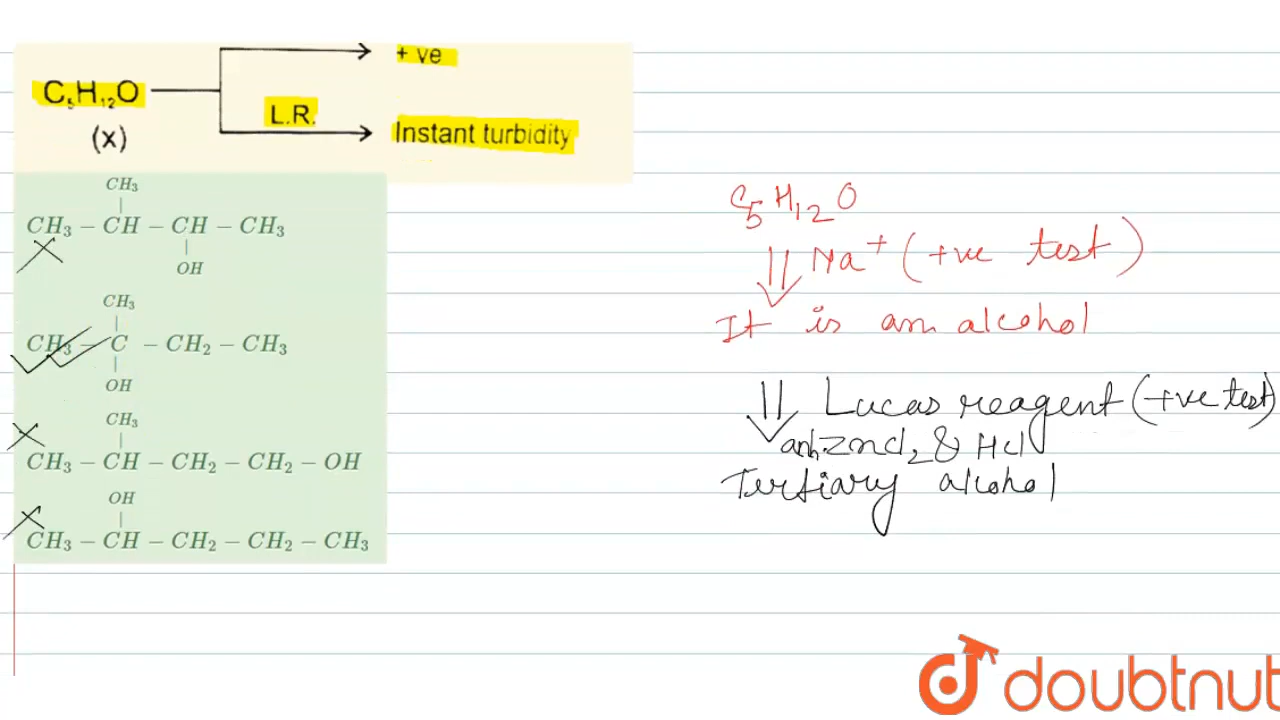 + ve
C₅H₁₂O
L.R.
(x)
Instant turbidity
CH₃
|
CH₃ − CH − CH − CH₃
|
OH
CH₃
|
CH₃ − C − CH₂ − CH₃
|
OH
CH₃
|
CH₃ − CH − CH₂ − CH₂ − OH
OH
|
CH₃ − CH − CH₂ − CH₂ − CH₃
C₅H₁₂O
⇓ Na⁺ (+ve test)
It is an alcohol
⇓ Lucas reagent (+ve test)
anh. ZnCl₂ & HCl
Tertiary alcohol
doubtnut